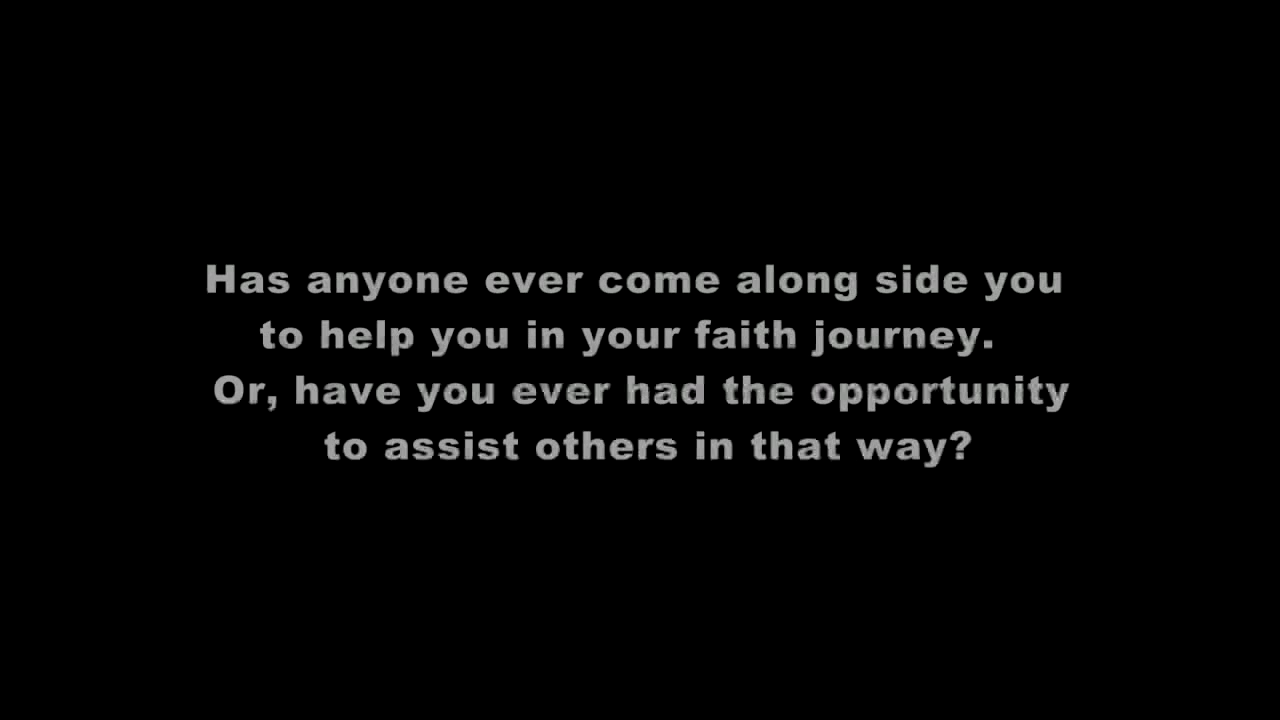 Has anyone ever come along side you
to help you in your faith journey.
Or, have you ever had the opportunity
to assist others in that way?